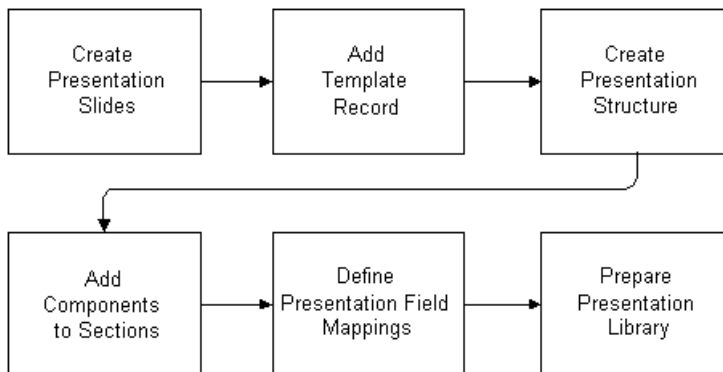 Create
Presentation
Slides
Add
Template
Record
Create
Presentation
Structure
Add
Components
to Sections
Define
Presentation Field
Mappings
Prepare
Presentation
Library